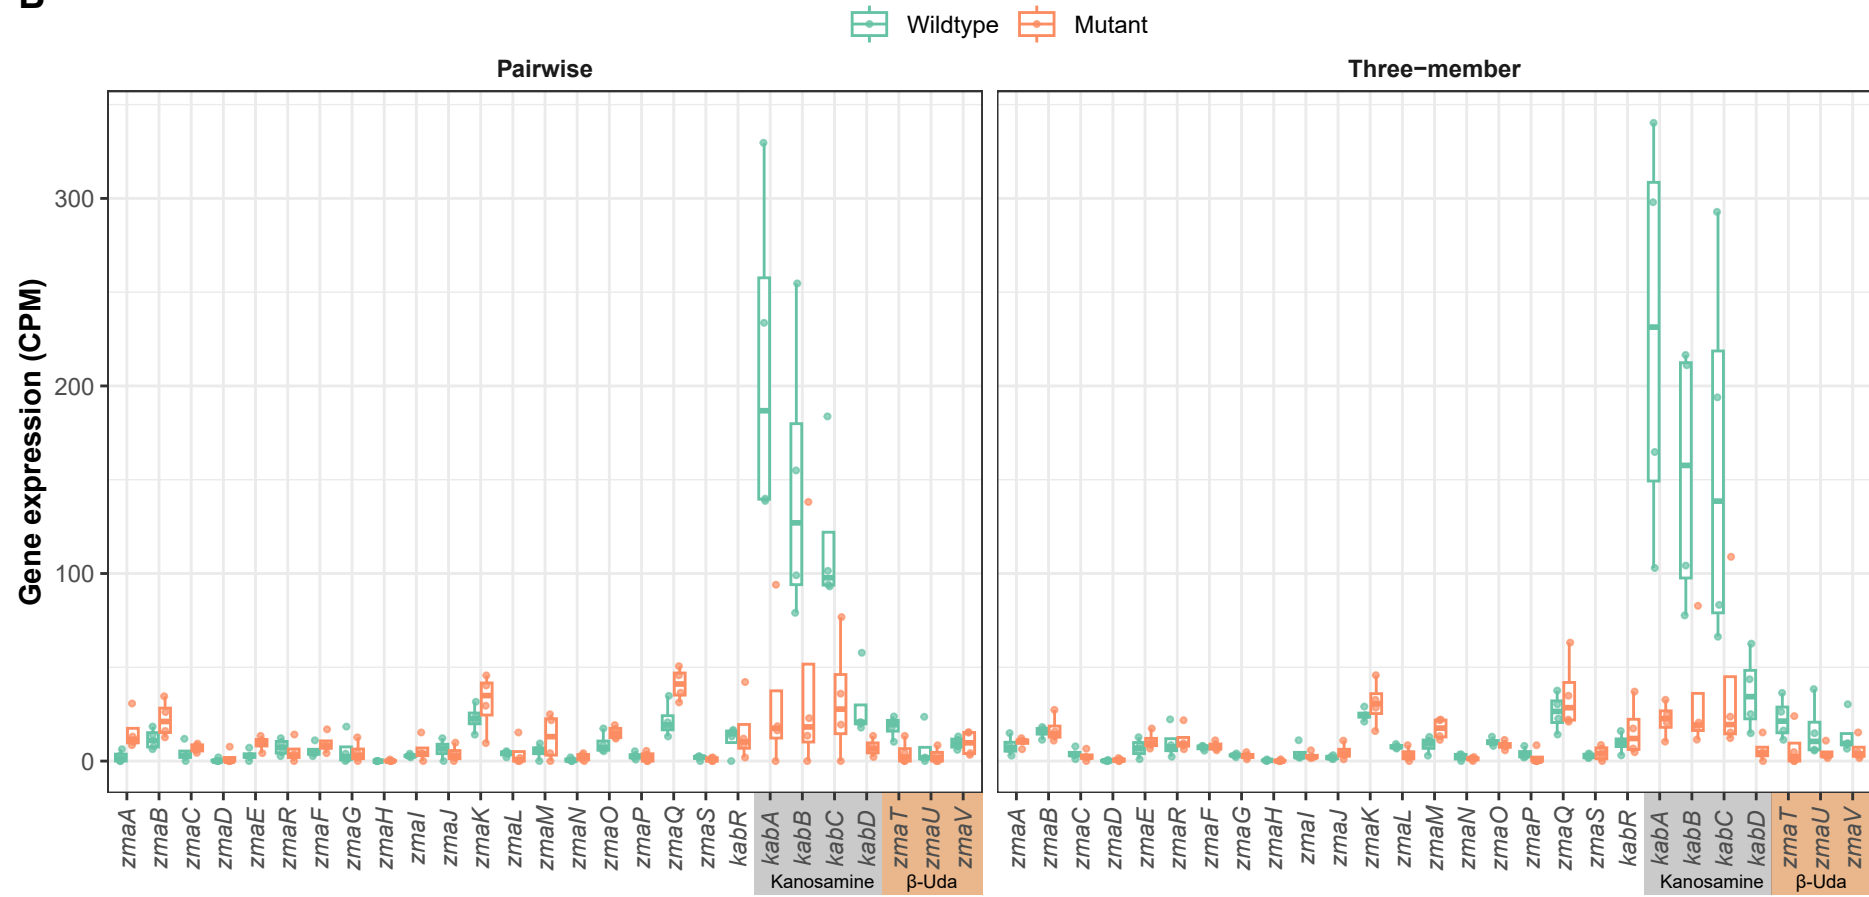 B
Wildtype Mutant
Pairwise Three−member
Gene expression (CPM)
300
200
100
0
zmaA zmaB zmaC zmaD zmaE zmaR zmaF zmaG zmaH zmaI zmaJ zmaK zmaL zmaM zmaN zmaO zmaP zmaQ zmaS kabR kabA kabB kabC kabD zmaT zmaU zmaV
zmaA zmaB zmaC zmaD zmaE zmaR zmaF zmaG zmaH zmaI zmaJ zmaK zmaL zmaM zmaN zmaO zmaP zmaQ zmaS kabR kabA kabB kabC kabD zmaT zmaU zmaV
Kanosamine β-Uda Kanosamine β-Uda